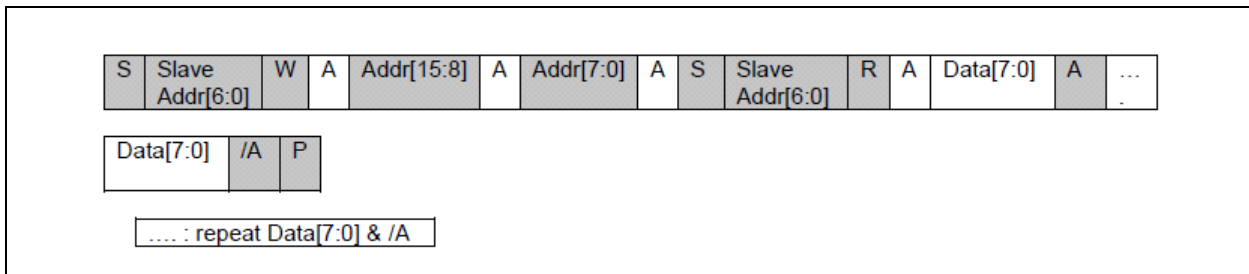 S Slave Addr[6:0] W A Addr[15:8] A Addr[7:0] A S Slave Addr[6:0] R A Data[7:0] A ... .
Data[7:0] /A P
.... : repeat Data[7:0] & /A